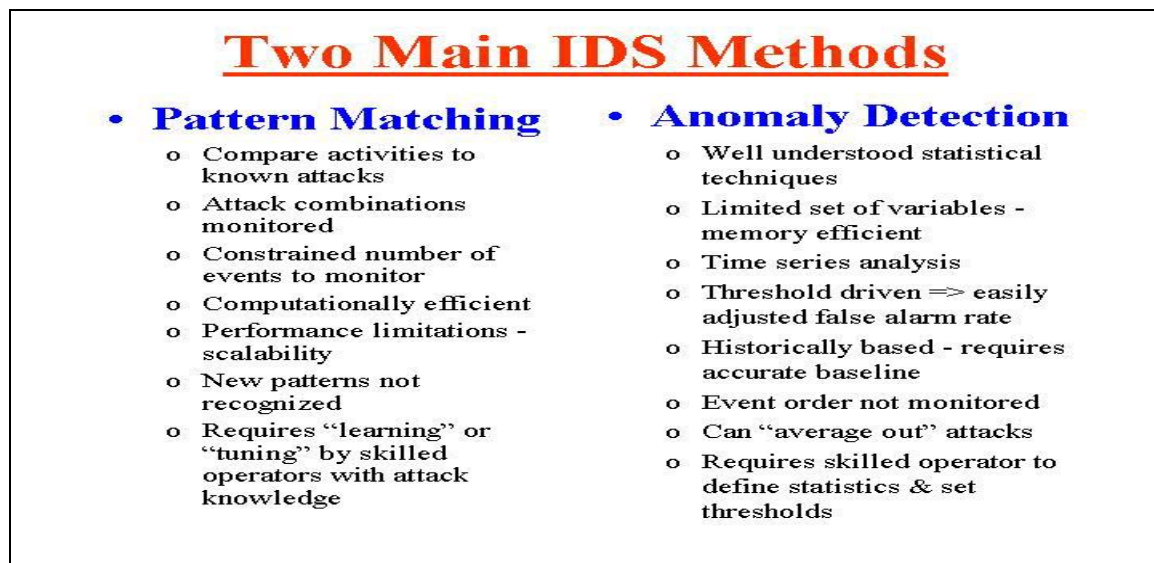 Two Main IDS Methods
• Pattern Matching
o Compare activities to
known attacks
o Attack combinations
monitored
o Constrained number of
events to monitor
o Computationally efficient
o Performance limitations -
scalability
o New patterns not
recognized
o Requires “learning” or
“tuning” by skilled
operators with attack
knowledge
• Anomaly Detection
o Well understood statistical
techniques
o Limited set of variables -
memory efficient
o Time series analysis
o Threshold driven => easily
adjusted false alarm rate
o Historically based - requires
accurate baseline
o Event order not monitored
o Can “average out” attacks
o Requires skilled operator to
define statistics & set
thresholds